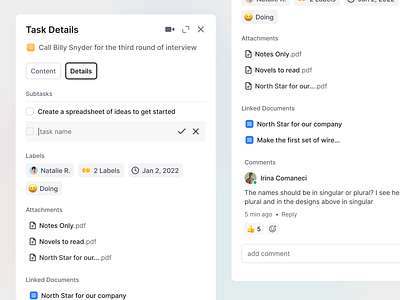 Task Details
Call Billy Snyder for the third round of interview
Content
Details
Subtasks
Create a spreadsheet of ideas to get started
task name
Labels
Natalie R.
2 Labels
Jan 2, 2022
Doing
Attachments
Notes Only.pdf
Novels to read.pdf
North Star for our....pdf
Linked Documents
North Star for our company
Natalie R.
2 Labels
Jan 2, 2022
Doing
Attachments
Notes Only.pdf
Novels to read.pdf
North Star for our....pdf
Linked Documents
North Star for our company
Make the first set of wire...
Comments
Irina Comaneci
The names should be in singular or plural? I see he
plural and in the designs above in singular
5 min ago • Reply
5
add comment